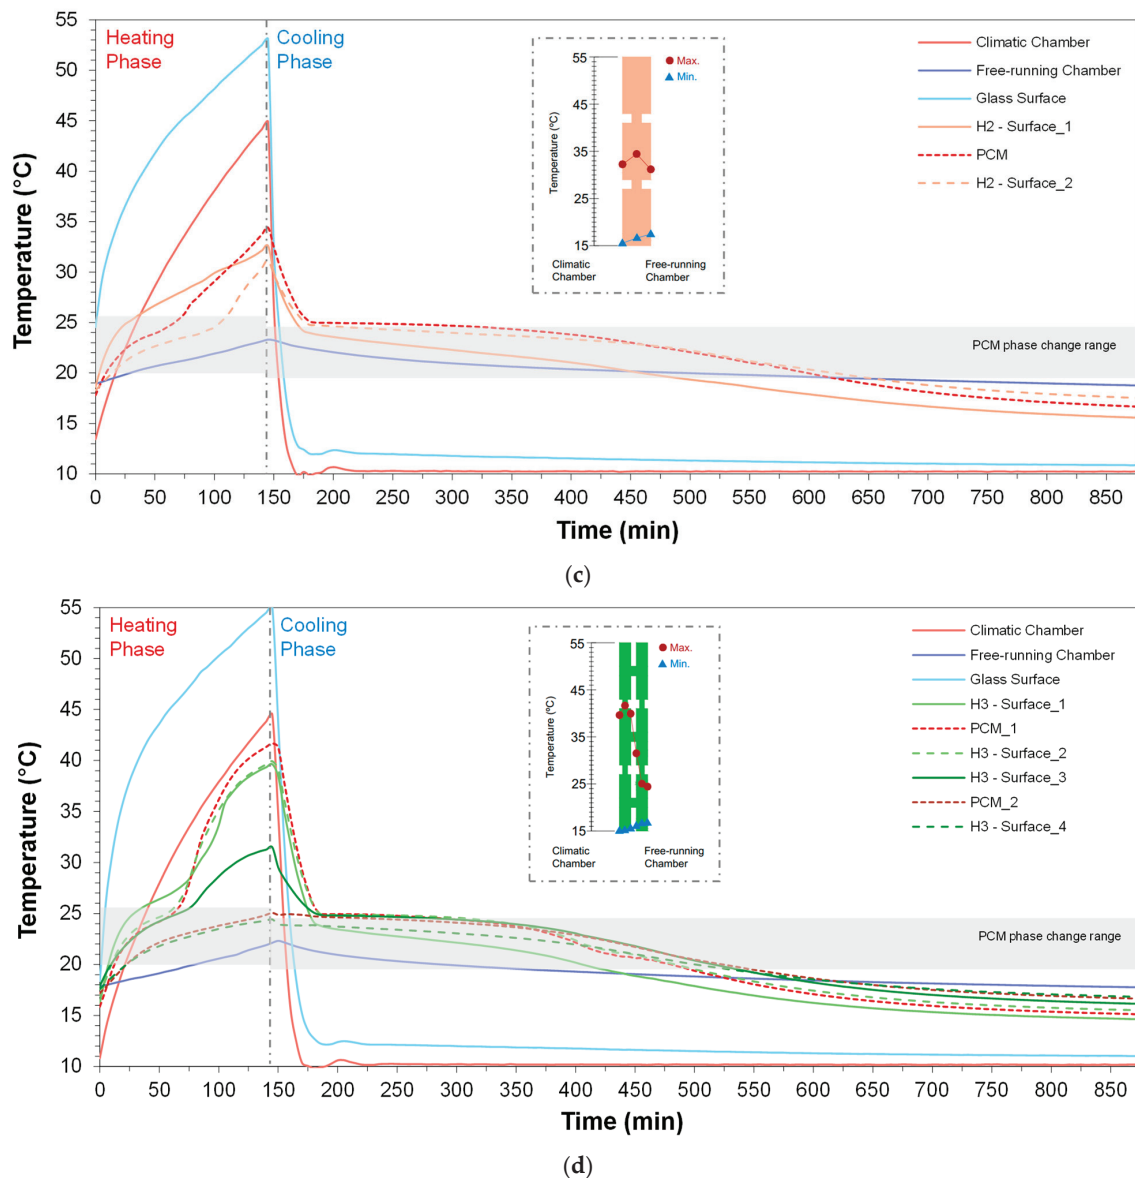 55
50
45
40
35
30
25
20
15
10
Temperature (°C)
Heating
Phase
Cooling
Phase
55
45
35
25
15
Temperature (ºC)
Max.
Min.
Climatic
Chamber
Free-running
Chamber
Climatic Chamber
Free-running Chamber
Glass Surface
H2 - Surface_1
PCM
H2 - Surface_2
PCM phase change range
0 50 100 150 200 250 300 350 400 450 500 550 600 650 700 750 800 850
Time (min)
(c)
55
50
45
40
35
30
25
20
15
10
Temperature (°C)
Heating
Phase
Cooling
Phase
55
45
35
25
15
Temperature (ºC)
Max.
Min.
Climatic
Chamber
Free-running
Chamber
Climatic Chamber
Free-running Chamber
Glass Surface
H3 - Surface_1
PCM_1
H3 - Surface_2
H3 - Surface_3
PCM_2
H3 - Surface_4
PCM phase change range
0 50 100 150 200 250 300 350 400 450 500 550 600 650 700 750 800 850
Time (min)
(d)